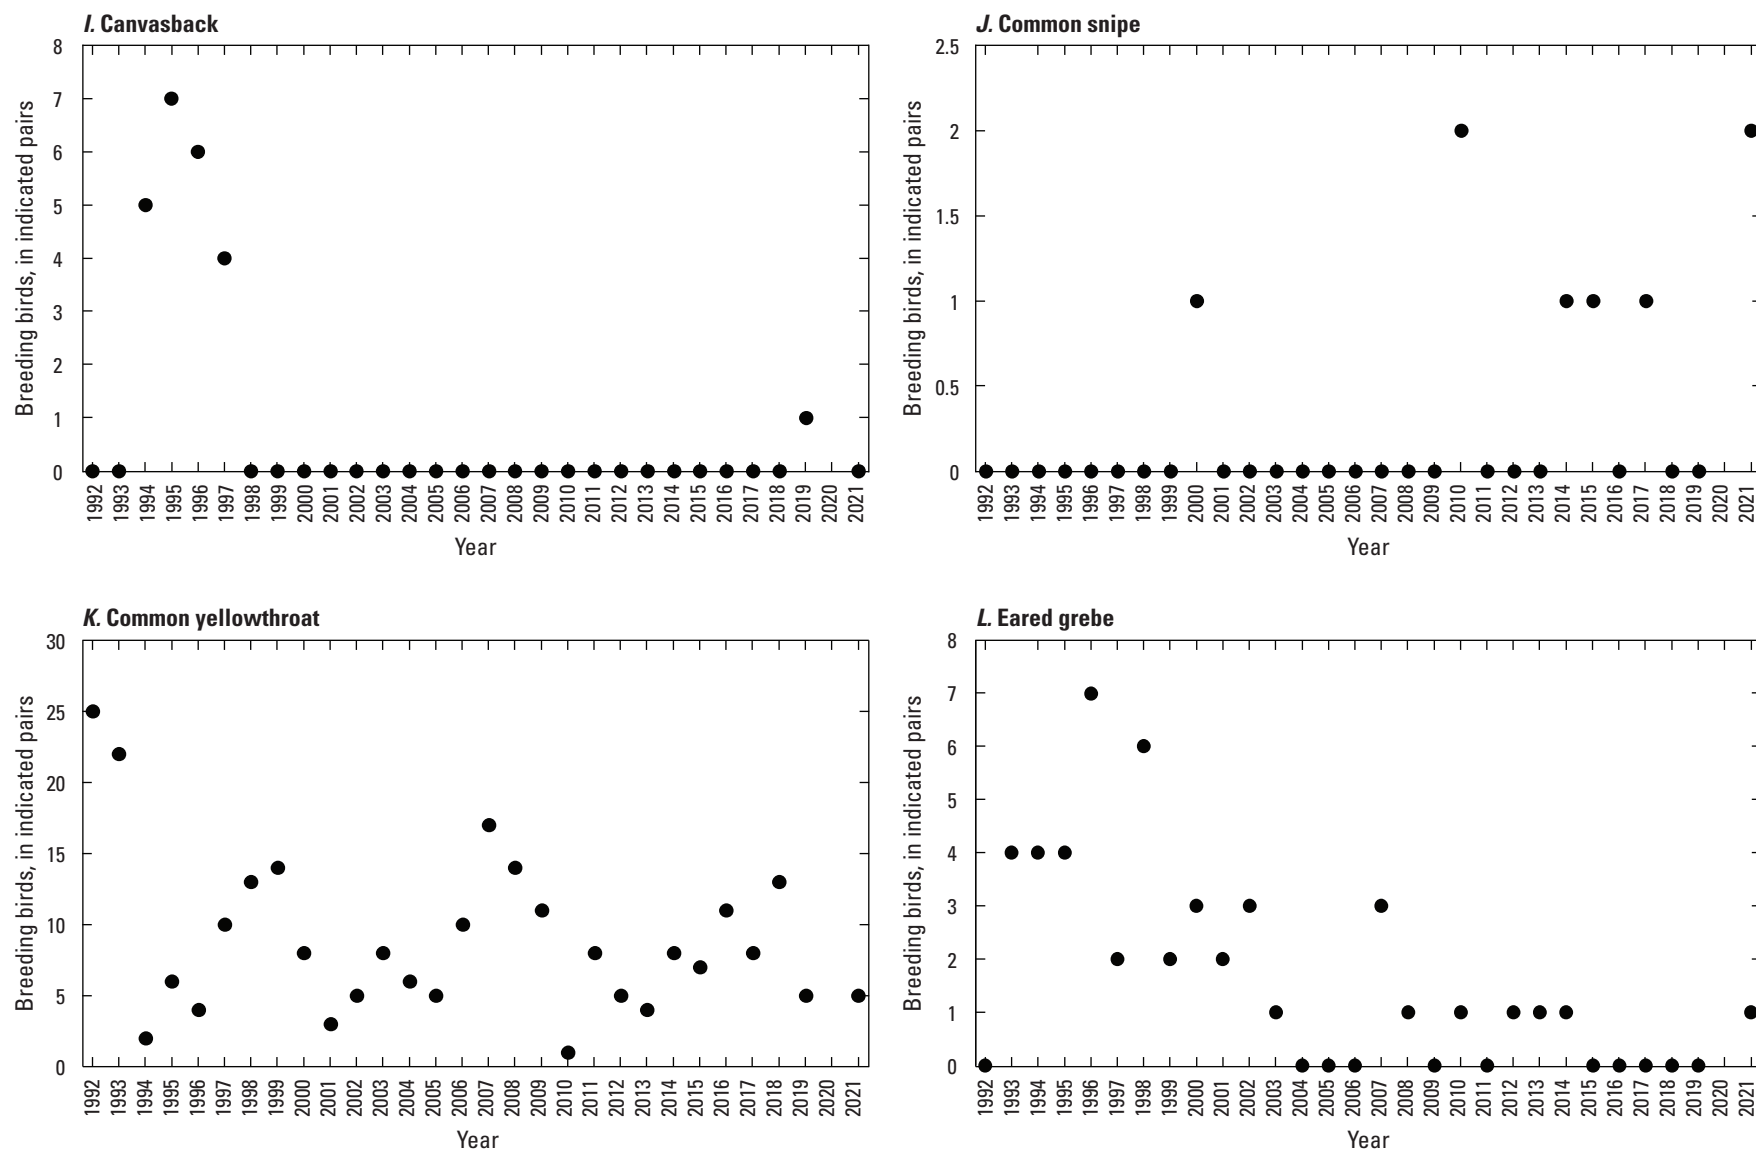 I. Canvasback
8
7
6
5
4
3
2
1
0
Breeding birds, in indicated pairs
1992 1993 1994 1995 1996 1997 1998 1999 2000 2001 2002 2003 2004 2005 2006 2007 2008 2009 2010 2011 2012 2013 2014 2015 2016 2017 2018 2019 2020 2021
Year
J. Common snipe
2.5
2
1.5
1
0.5
0
Breeding birds, in indicated pairs
1992 1993 1994 1995 1996 1997 1998 1999 2000 2001 2002 2003 2004 2005 2006 2007 2008 2009 2010 2011 2012 2013 2014 2015 2016 2017 2018 2019 2020 2021
Year
K. Common yellowthroat
30
25
20
15
10
5
0
Breeding birds, in indicated pairs
1992 1993 1994 1995 1996 1997 1998 1999 2000 2001 2002 2003 2004 2005 2006 2007 2008 2009 2010 2011 2012 2013 2014 2015 2016 2017 2018 2019 2020 2021
Year
L. Eared grebe
8
7
6
5
4
3
2
1
0
Breeding birds, in indicated pairs
1992 1993 1994 1995 1996 1997 1998 1999 2000 2001 2002 2003 2004 2005 2006 2007 2008 2009 2010 2011 2012 2013 2014 2015 2016 2017 2018 2019 2020 2021
Year